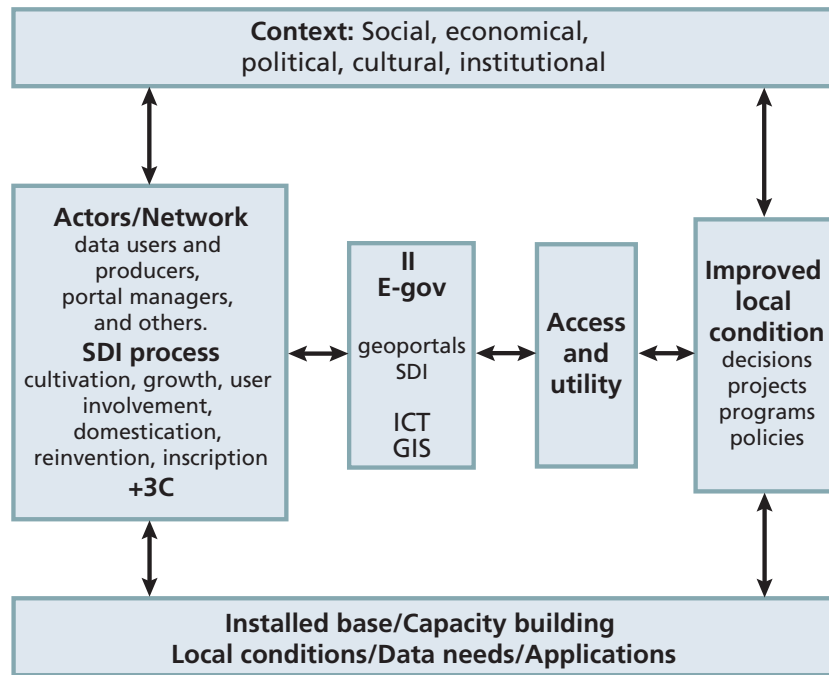 Context: Social, economical,
political, cultural, institutional
Actors/Network
data users and
producers,
portal managers,
and others.
SDI process
cultivation, growth, user
involvement,
domestication,
reinvention, inscription
+3C
II
E-gov
geoportals
SDI
ICT
GIS
Access
and
utility
Improved
local
condition
decisions
projects
programs
policies
Installed base/Capacity building
Local conditions/Data needs/Applications